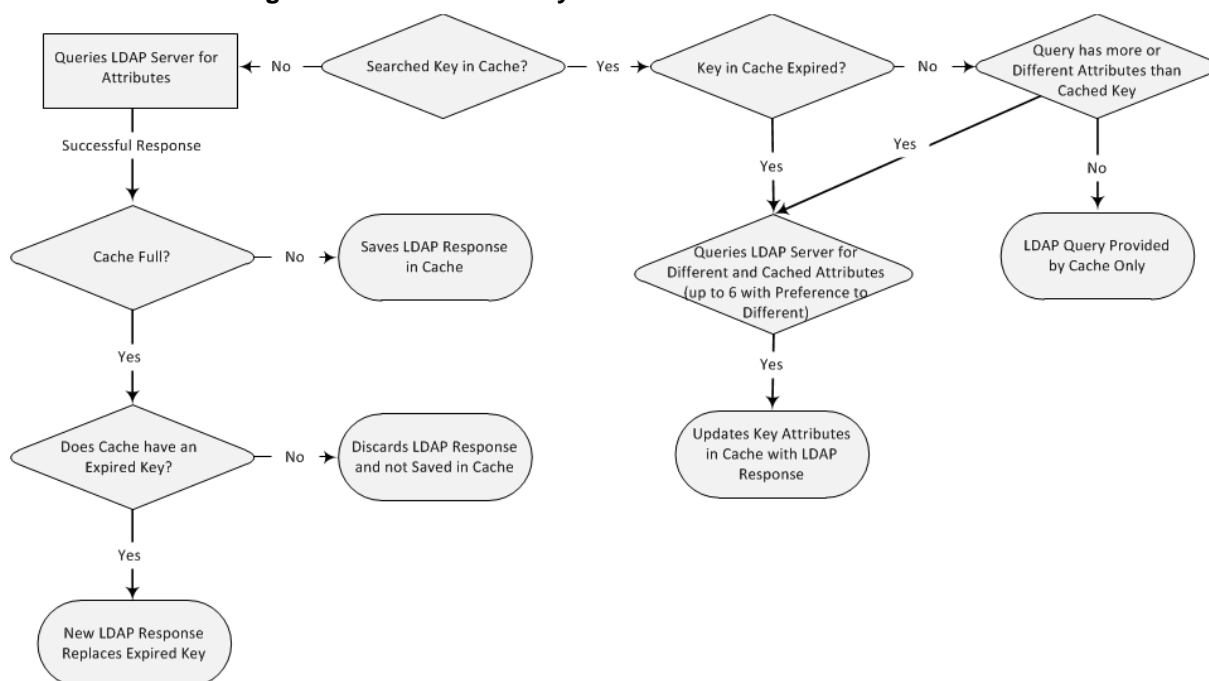 Queries LDAP Server for
Attributes
No
Searched Key in Cache?
Yes
Key in Cache Expired?
No
Query has more or
Different Attributes than
Cached Key
Successful Response
Yes
Yes
No
Cache Full?
No
Saves LDAP Response
in Cache
Queries LDAP Server for
Different and Cached Attributes
(up to 6 with Preference to
Different)
LDAP Query Provided
by Cache Only
Yes
Yes
Does Cache have an
Expired Key?
No
Discards LDAP Response
and not Saved in Cache
Updates Key Attributes
in Cache with LDAP
Response
Yes
New LDAP Response
Replaces Expired Key